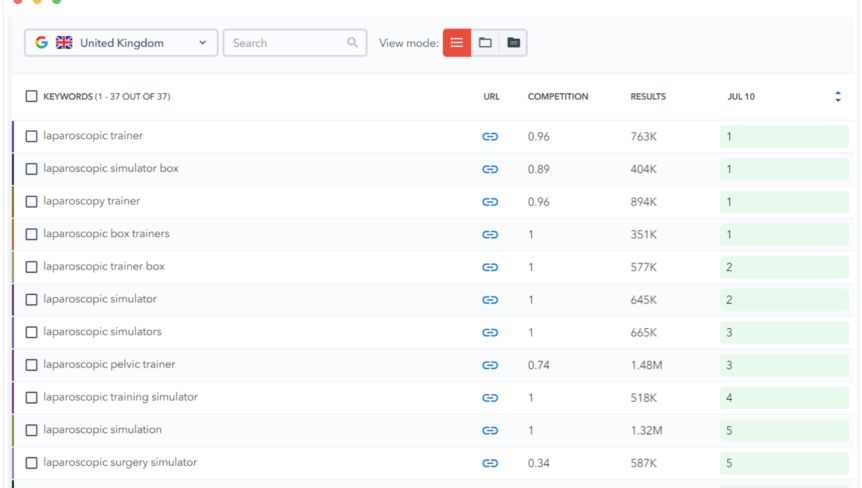 United Kingdom Search View mode:
KEYWORDS (1 - 37 OUT OF 37) URL COMPETITION RESULTS JUL 10
laparoscopic trainer 0.96 763K 1
laparoscopic simulator box 0.89 404K 1
laparoscopy trainer 0.96 894K 1
laparoscopic box trainers 1 351K 1
laparoscopic trainer box 1 577K 2
laparoscopic simulator 1 645K 2
laparoscopic simulators 1 665K 3
laparoscopic pelvic trainer 0.74 1.48M 3
laparoscopic training simulator 1 518K 4
laparoscopic simulation 1 1.32M 5
laparoscopic surgery simulator 0.34 587K 5